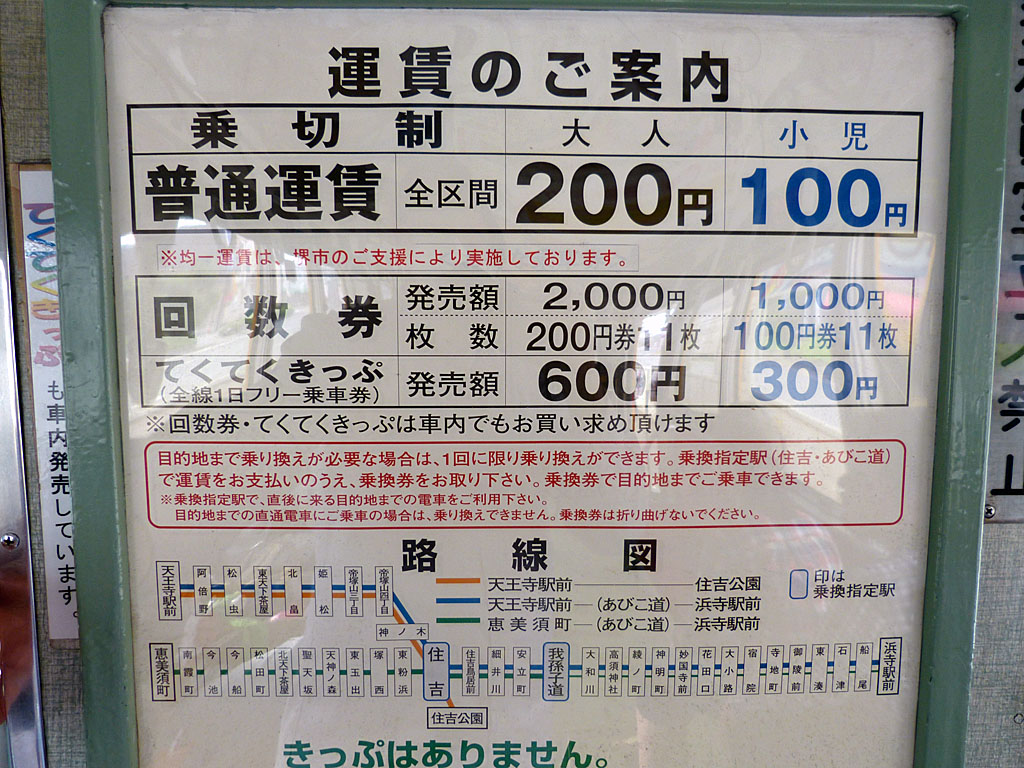 運賃のご案内
乗切制 大人 小児
普通運賃 全区間 200円 100円
※均一運賃は、堺市のご支援により実施しております。
回数券 発売額 2,000円 1,000円
枚数 200円券11枚 100円券11枚
てくてくきっぷ
(全線1日フリー乗車券) 発売額 600円 300円
※回数券・てくてくきっぷは車内でもお買い求め頂けます
目的地まで乗り換えが必要な場合は、1回に限り乗り換えができます。乗換指定駅(住吉・あびこ道)
で運賃をお支払いのうえ、乗換券をお取り下さい。乗換券で目的地までご乗車できます。
※乗換指定駅で、直後に来る目的地までの電車をご利用下さい。
目的地までの直通電車にご乗車の場合は、乗り換えできません。乗換券は折り曲げないでください。
路線図
天王寺駅前 阿倍野 松虫 東天下茶屋 北畠 姫松 帝塚山三丁目 帝塚山四丁目
天王寺駅前―住吉公園
天王寺駅前―(あびこ道)―浜寺駅前
恵美須町―(あびこ道)―浜寺駅前
印は
乗換指定駅
神ノ木
恵美須町 南霞町 今池 今船 松田町 北天下茶屋 聖天坂 天神ノ森 東玉出 塚西 東粉浜 住吉 住吉鳥居前 細井川 安立町 我孫子道 大和川 高須神社 綾ノ町 神明町 妙国寺前 花田口 大小路 宿院 寺地町 御陵前 東湊 石津 船尾 浜寺駅前
住吉公園
きっぷはありません。
も車内発売しています。
禁止